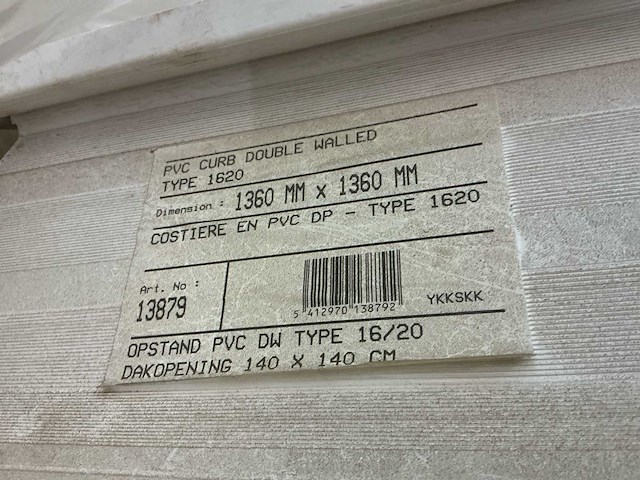 PVC CURB DOUBLE WALLED
TYPE 1620
Dimension : 1360 MM x 1360 MM
COSTIERE EN PVC DP - TYPE 1620
Art. No :
13879
5 412970 138792
YKKSKK
OPSTAND PVC DW TYPE 16/20
DAKOPENING 140 X 140 CM